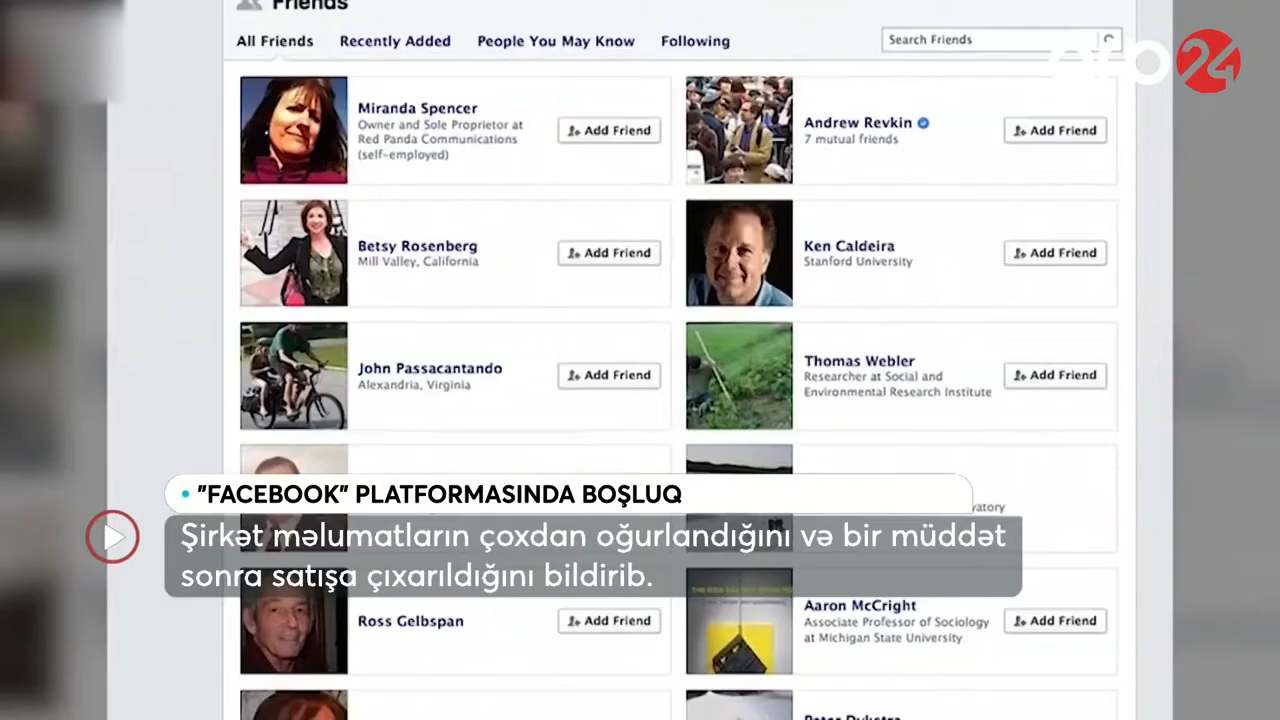 Friends
All Friends
Recently Added
People You May Know
Following
Search Friends
24
Miranda Spencer
Owner and Sole Proprietor at
Red Panda Communications
(self-employed)
Add Friend
Andrew Revkin
7 mutual friends
Add Friend
Betsy Rosenberg
Mill Valley, California
Add Friend
Ken Caldeira
Stanford University
Add Friend
John Passacantando
Alexandria, Virginia
Add Friend
Thomas Webler
Researcher at Social and
Environmental Research Institute
Add Friend
"FACEBOOK" PLATFORMASINDA BOŞLUQ
Şirkət məlumatların çoxdan oğurlandığını və bir müddət
sonra satışa çıxarıldığını bildirib.
Ross Gelbspan
Add Friend
Aaron McCright
Associate Professor of Sociology
at Michigan State University
Add Friend